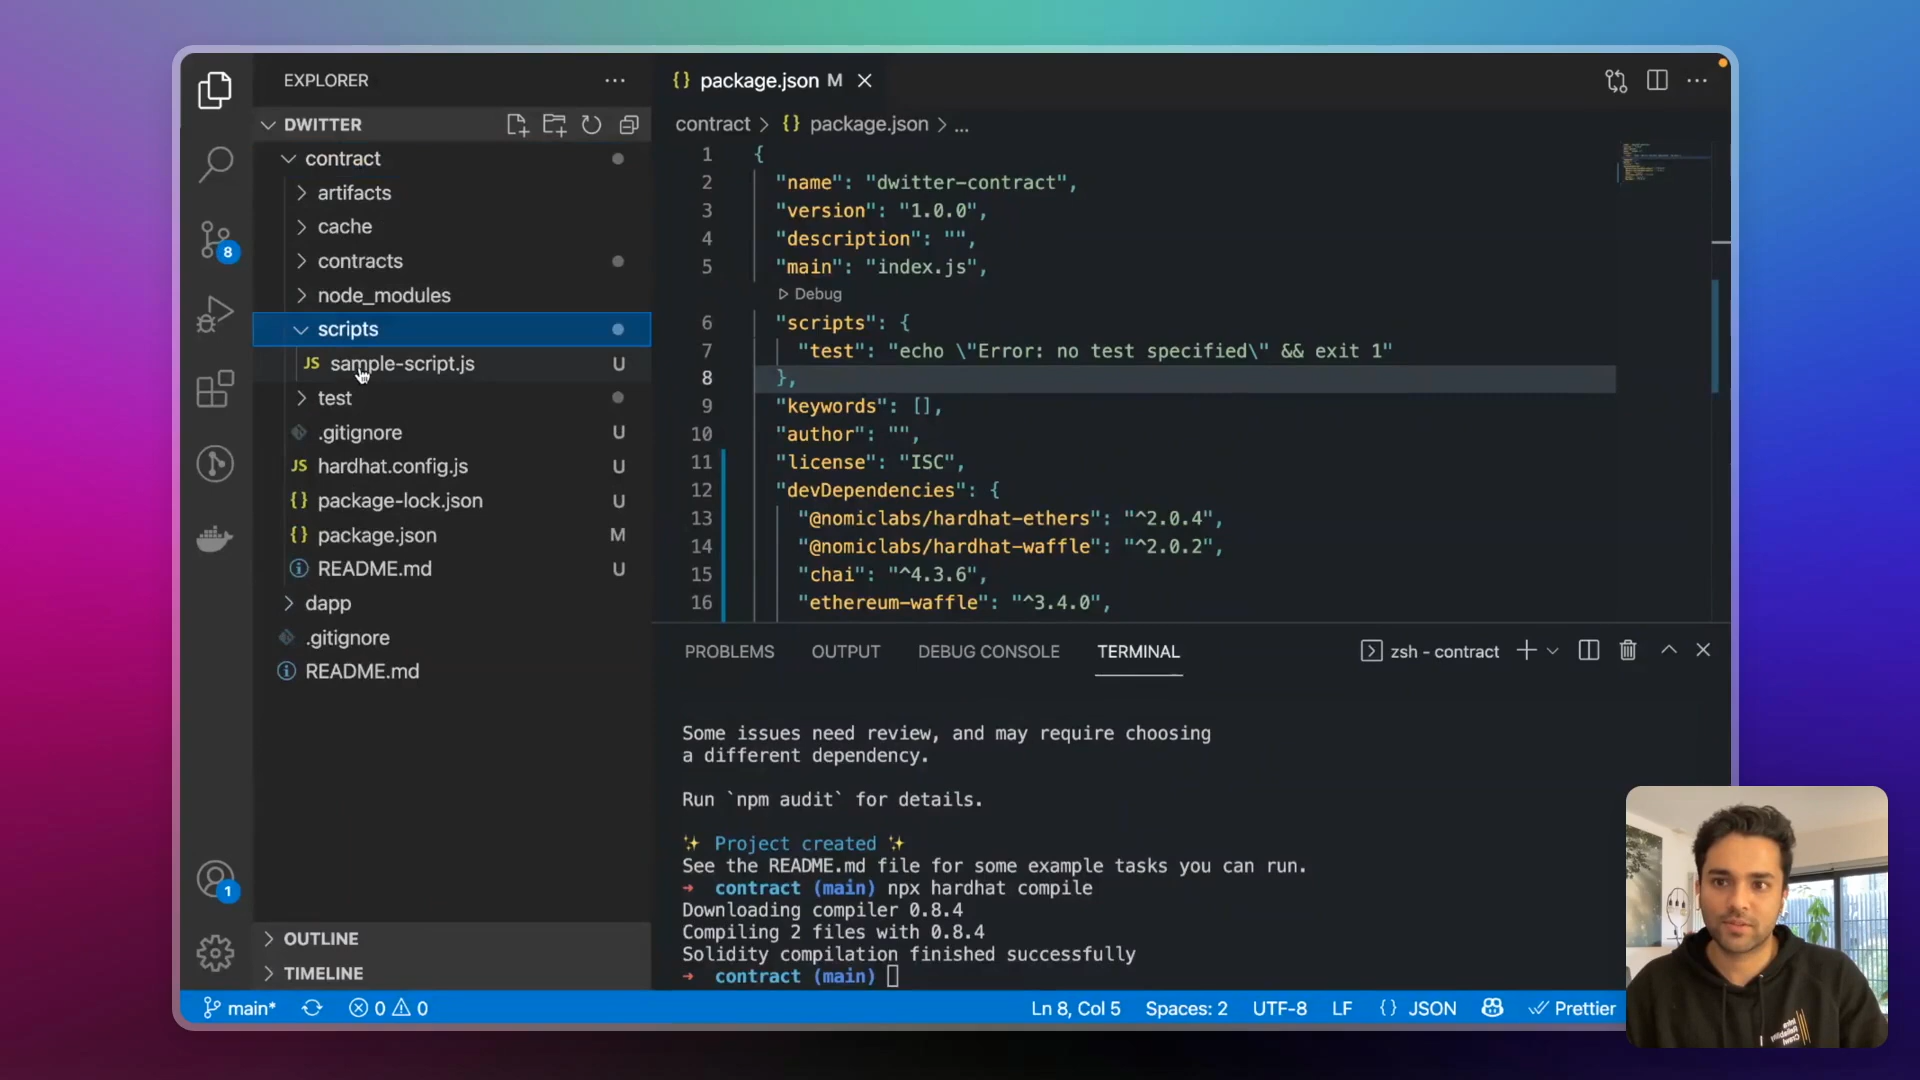 EXPLORER
DWITTER
contract
artifacts
cache
contracts
node_modules
scripts
JS sample-script.js U
test
.gitignore U
JS hardhat.config.js U
{} package-lock.json U
{} package.json M
README.md U
dapp
.gitignore
README.md
OUTLINE
TIMELINE
8
1
{} package.json M
contract > {} package.json > ...
1 {
2 "name": "dwitter-contract",
3 "version": "1.0.0",
4 "description": "",
5 "main": "index.js",
Debug
6 "scripts": {
7 "test": "echo \"Error: no test specified\" && exit 1"
8 },
9 "keywords": [],
10 "author": "",
11 "license": "ISC",
12 "devDependencies": {
13 "@nomiclabs/hardhat-ethers": "^2.0.4",
14 "@nomiclabs/hardhat-waffle": "^2.0.2",
15 "chai": "^4.3.6",
16 "ethereum-waffle": "^3.4.0",
PROBLEMS OUTPUT DEBUG CONSOLE TERMINAL zsh - contract
Some issues need review, and may require choosing
a different dependency.
Run `npm audit` for details.
✨ Project created ✨
See the README.md file for some example tasks you can run.
➜ contract (main) npx hardhat compile
Downloading compiler 0.8.4
Compiling 2 files with 0.8.4
Solidity compilation finished successfully
➜ contract (main)
main* 0 0 Ln 8, Col 5 Spaces: 2 UTF-8 LF {} JSON Prettier